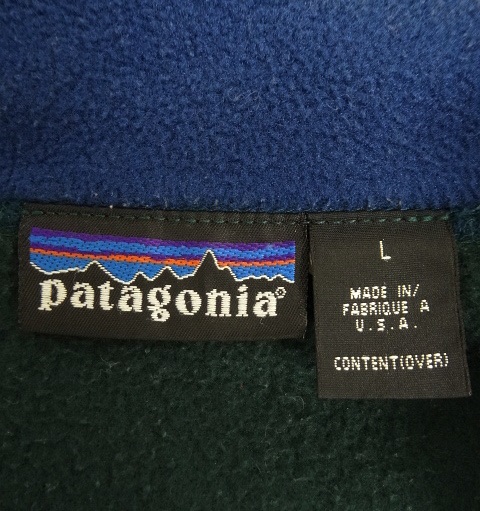 patagonia®
L
MADE IN/
FABRIQUE A
U.S.A.
CONTENT(OVER)